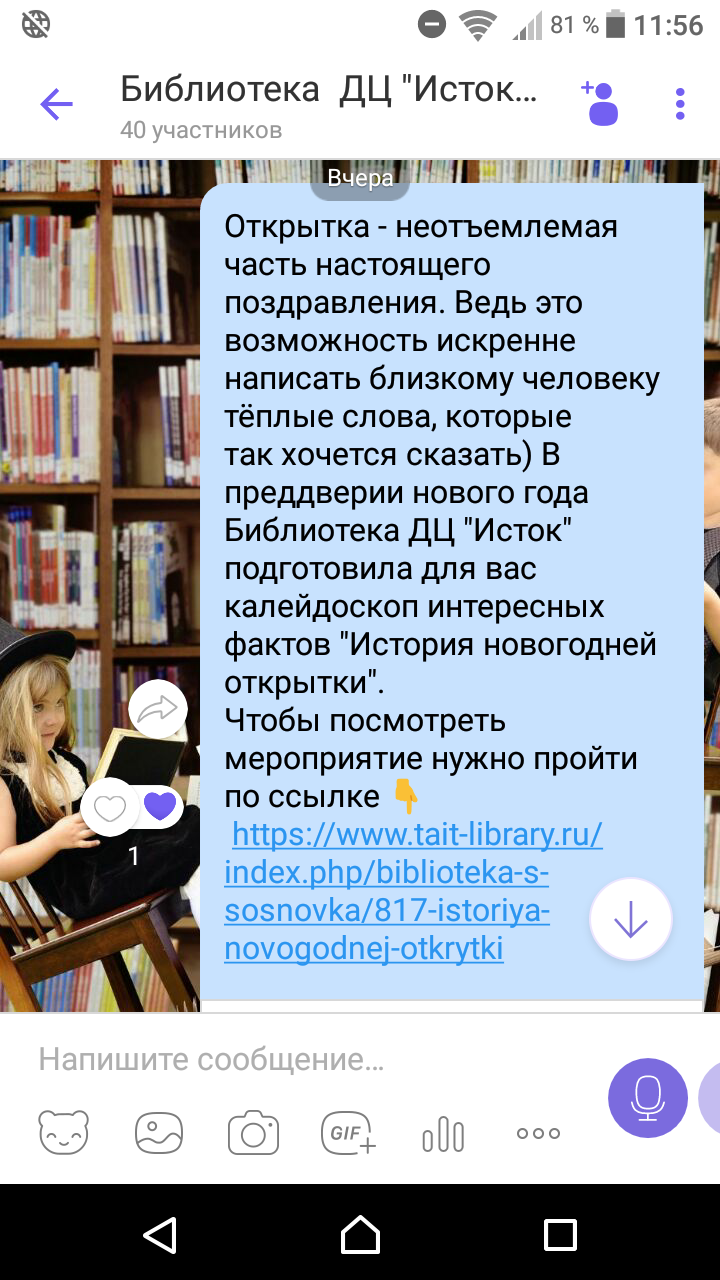 81 % 11:56
Библиотека ДЦ "Исток...
40 участников
Вчера
Открытка - неотъемлемая
часть настоящего
поздравления. Ведь это
возможность искренне
написать близкому человеку
тёплые слова, которые
так хочется сказать) В
преддверии нового года
Библиотека ДЦ "Исток"
подготовила для вас
калейдоскоп интересных
фактов "История новогодней
открытки".
Чтобы посмотреть
мероприятие нужно пройти
по ссылке 👇
https://www.tait-library.ru/
index.php/biblioteka-s-
sosnovka/817-istoriya-
novogodnej-otkrytki
1
Напишите сообщение...
GIF